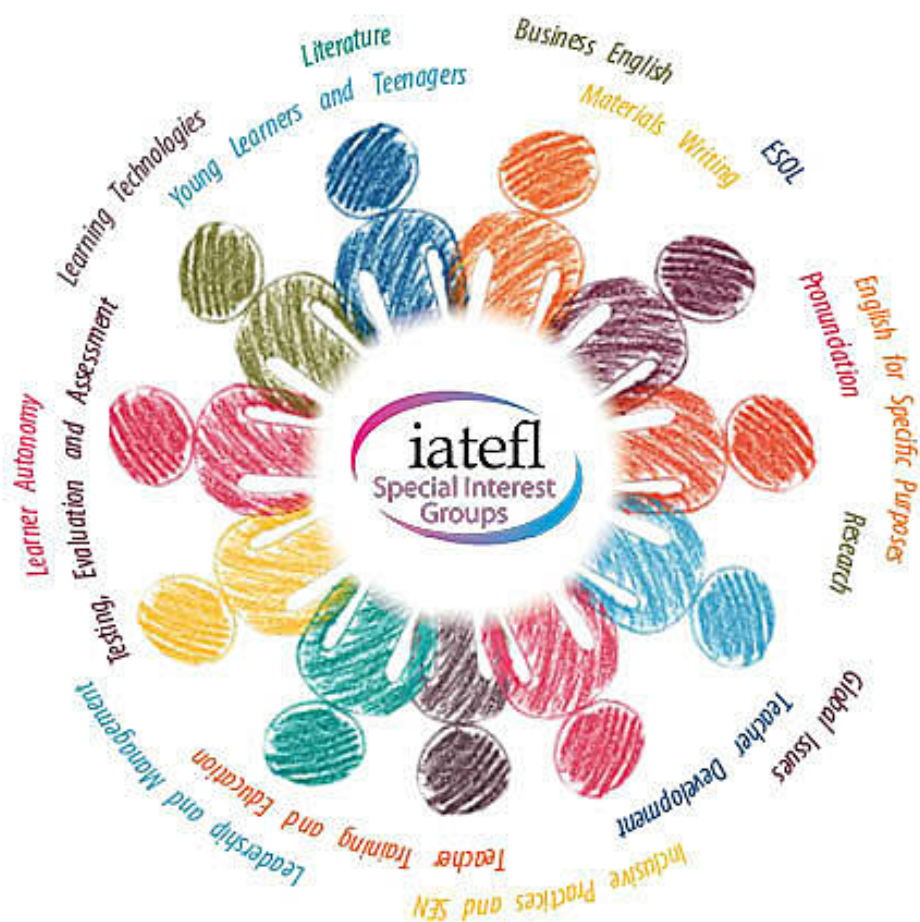 Literature
Business English
Young Learners and Teenagers
Materials Writing
ESOL
Learning Technologies
English for Specific Purposes
Pronunciation
Testing, Evaluation and Assessment
Learner Autonomy
iatefl
Special Interest
Groups
Research
Global Issues
Teacher Development
Leadership and Management
Teacher Training and Education
Inclusive Practices and SEN